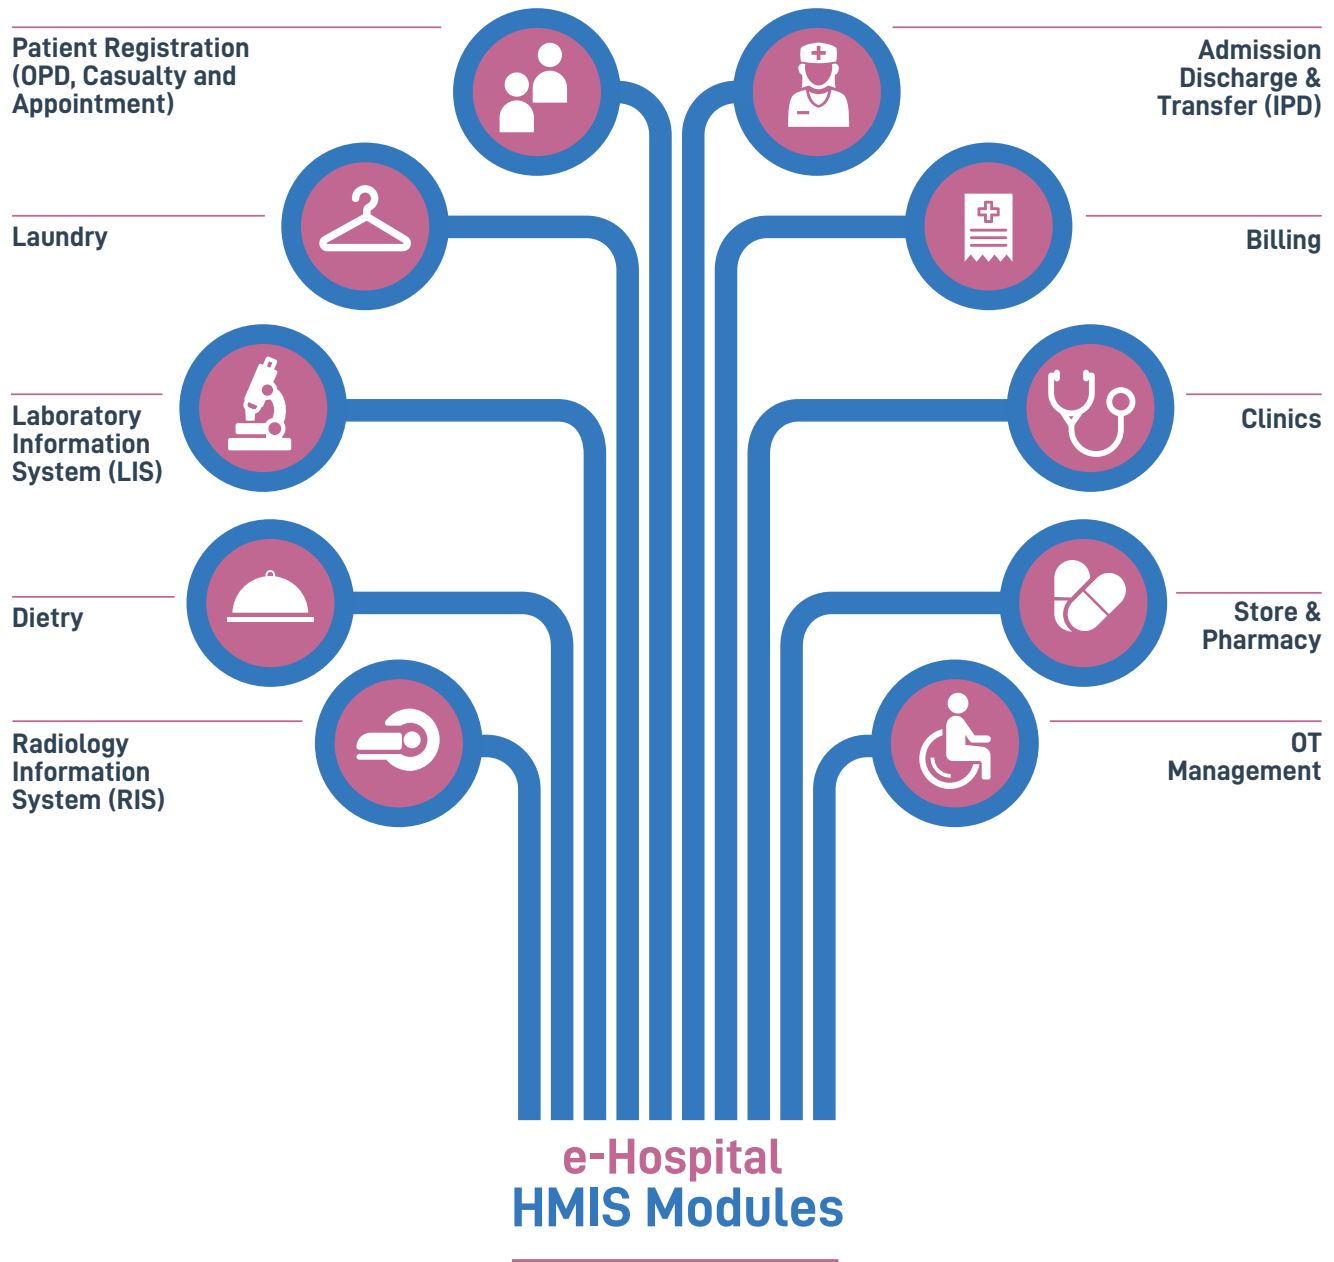 Patient Registration
(OPD, Casualty and
Appointment)
Admission
Discharge &
Transfer (IPD)
Laundry
Billing
Laboratory
Information
System (LIS)
Clinics
Dietry
Store &
Pharmacy
Radiology
Information
System (RIS)
OT
Management
e-Hospital
HMIS Modules